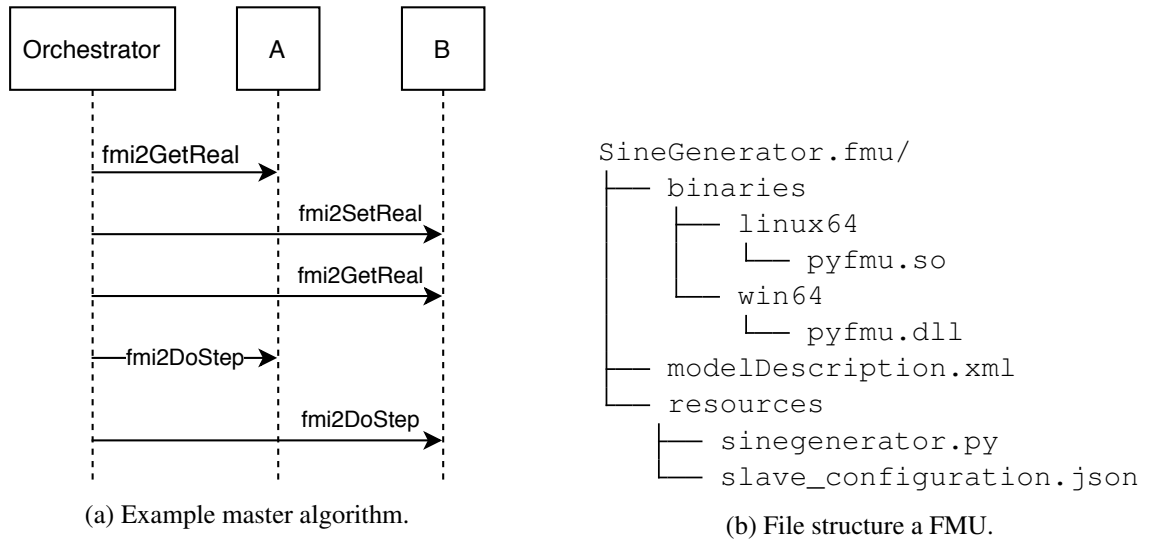 Orchestrator A B
fmi2GetReal
fmi2SetReal
fmi2GetReal
fmi2DoStep
fmi2DoStep
(a) Example master algorithm.
SineGenerator.fmu/
├── binaries
│   ├── linux64
│   │   └── pyfmu.so
│   └── win64
│       └── pyfmu.dll
├── modelDescription.xml
└── resources
    ├── sinegenerator.py
    └── slave_configuration.json
(b) File structure a FMU.